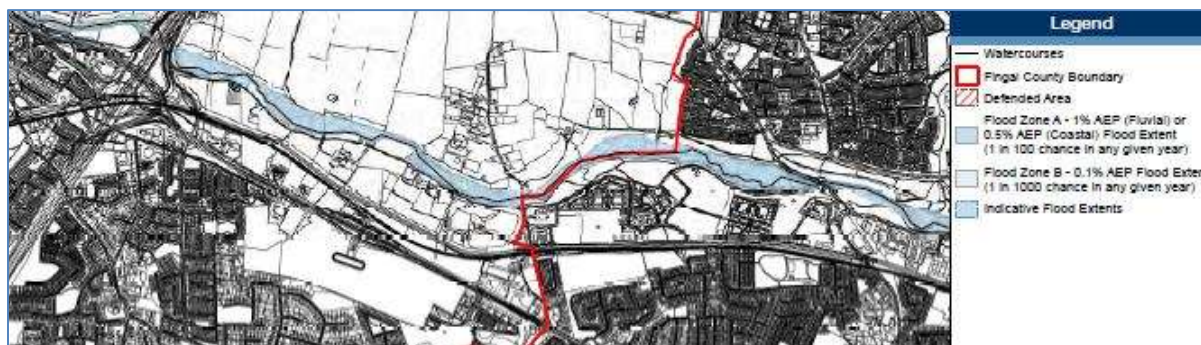 Legend
Watercourses
Fingal County Boundary
Defended Area
Flood Zone A - 1% AEP (Fluvial) or
0.5% AEP (Coastal) Flood Extent
(1 in 100 chance in any given year)
Flood Zone B - 0.1% AEP Flood Exter
(1 in 1000 chance in any given year)
Indicative Flood Extents